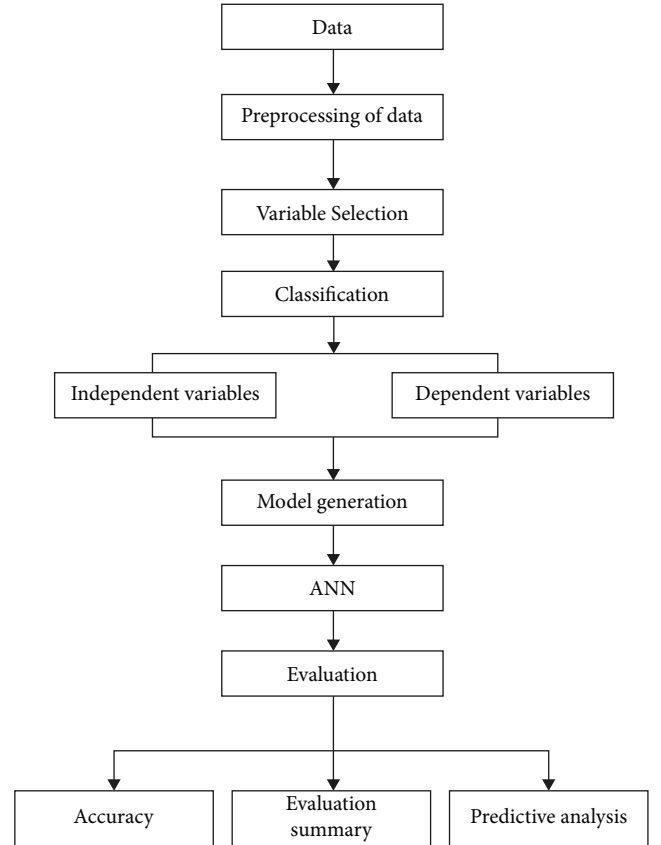 Data
Preprocessing of data
Variable Selection
Classification
Independent variables
Dependent variables
Model generation
ANN
Evaluation
Accuracy
Evaluation
summary
Predictive analysis